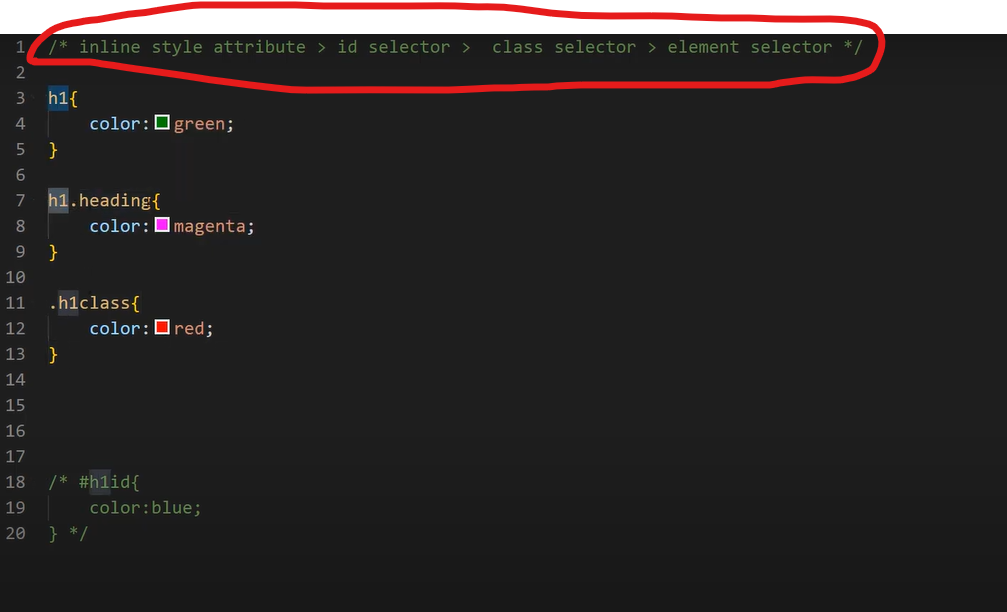 1 /* inline style attribute > id selector >  class selector > element selector */
2
3 h1{
4     color: green;
5 }
6
7 h1.heading{
8     color: magenta;
9 }
10
11 .h1class{
12     color: red;
13 }
14
15
16
17
18 /* #h1id{
19     color:blue;
20 } */